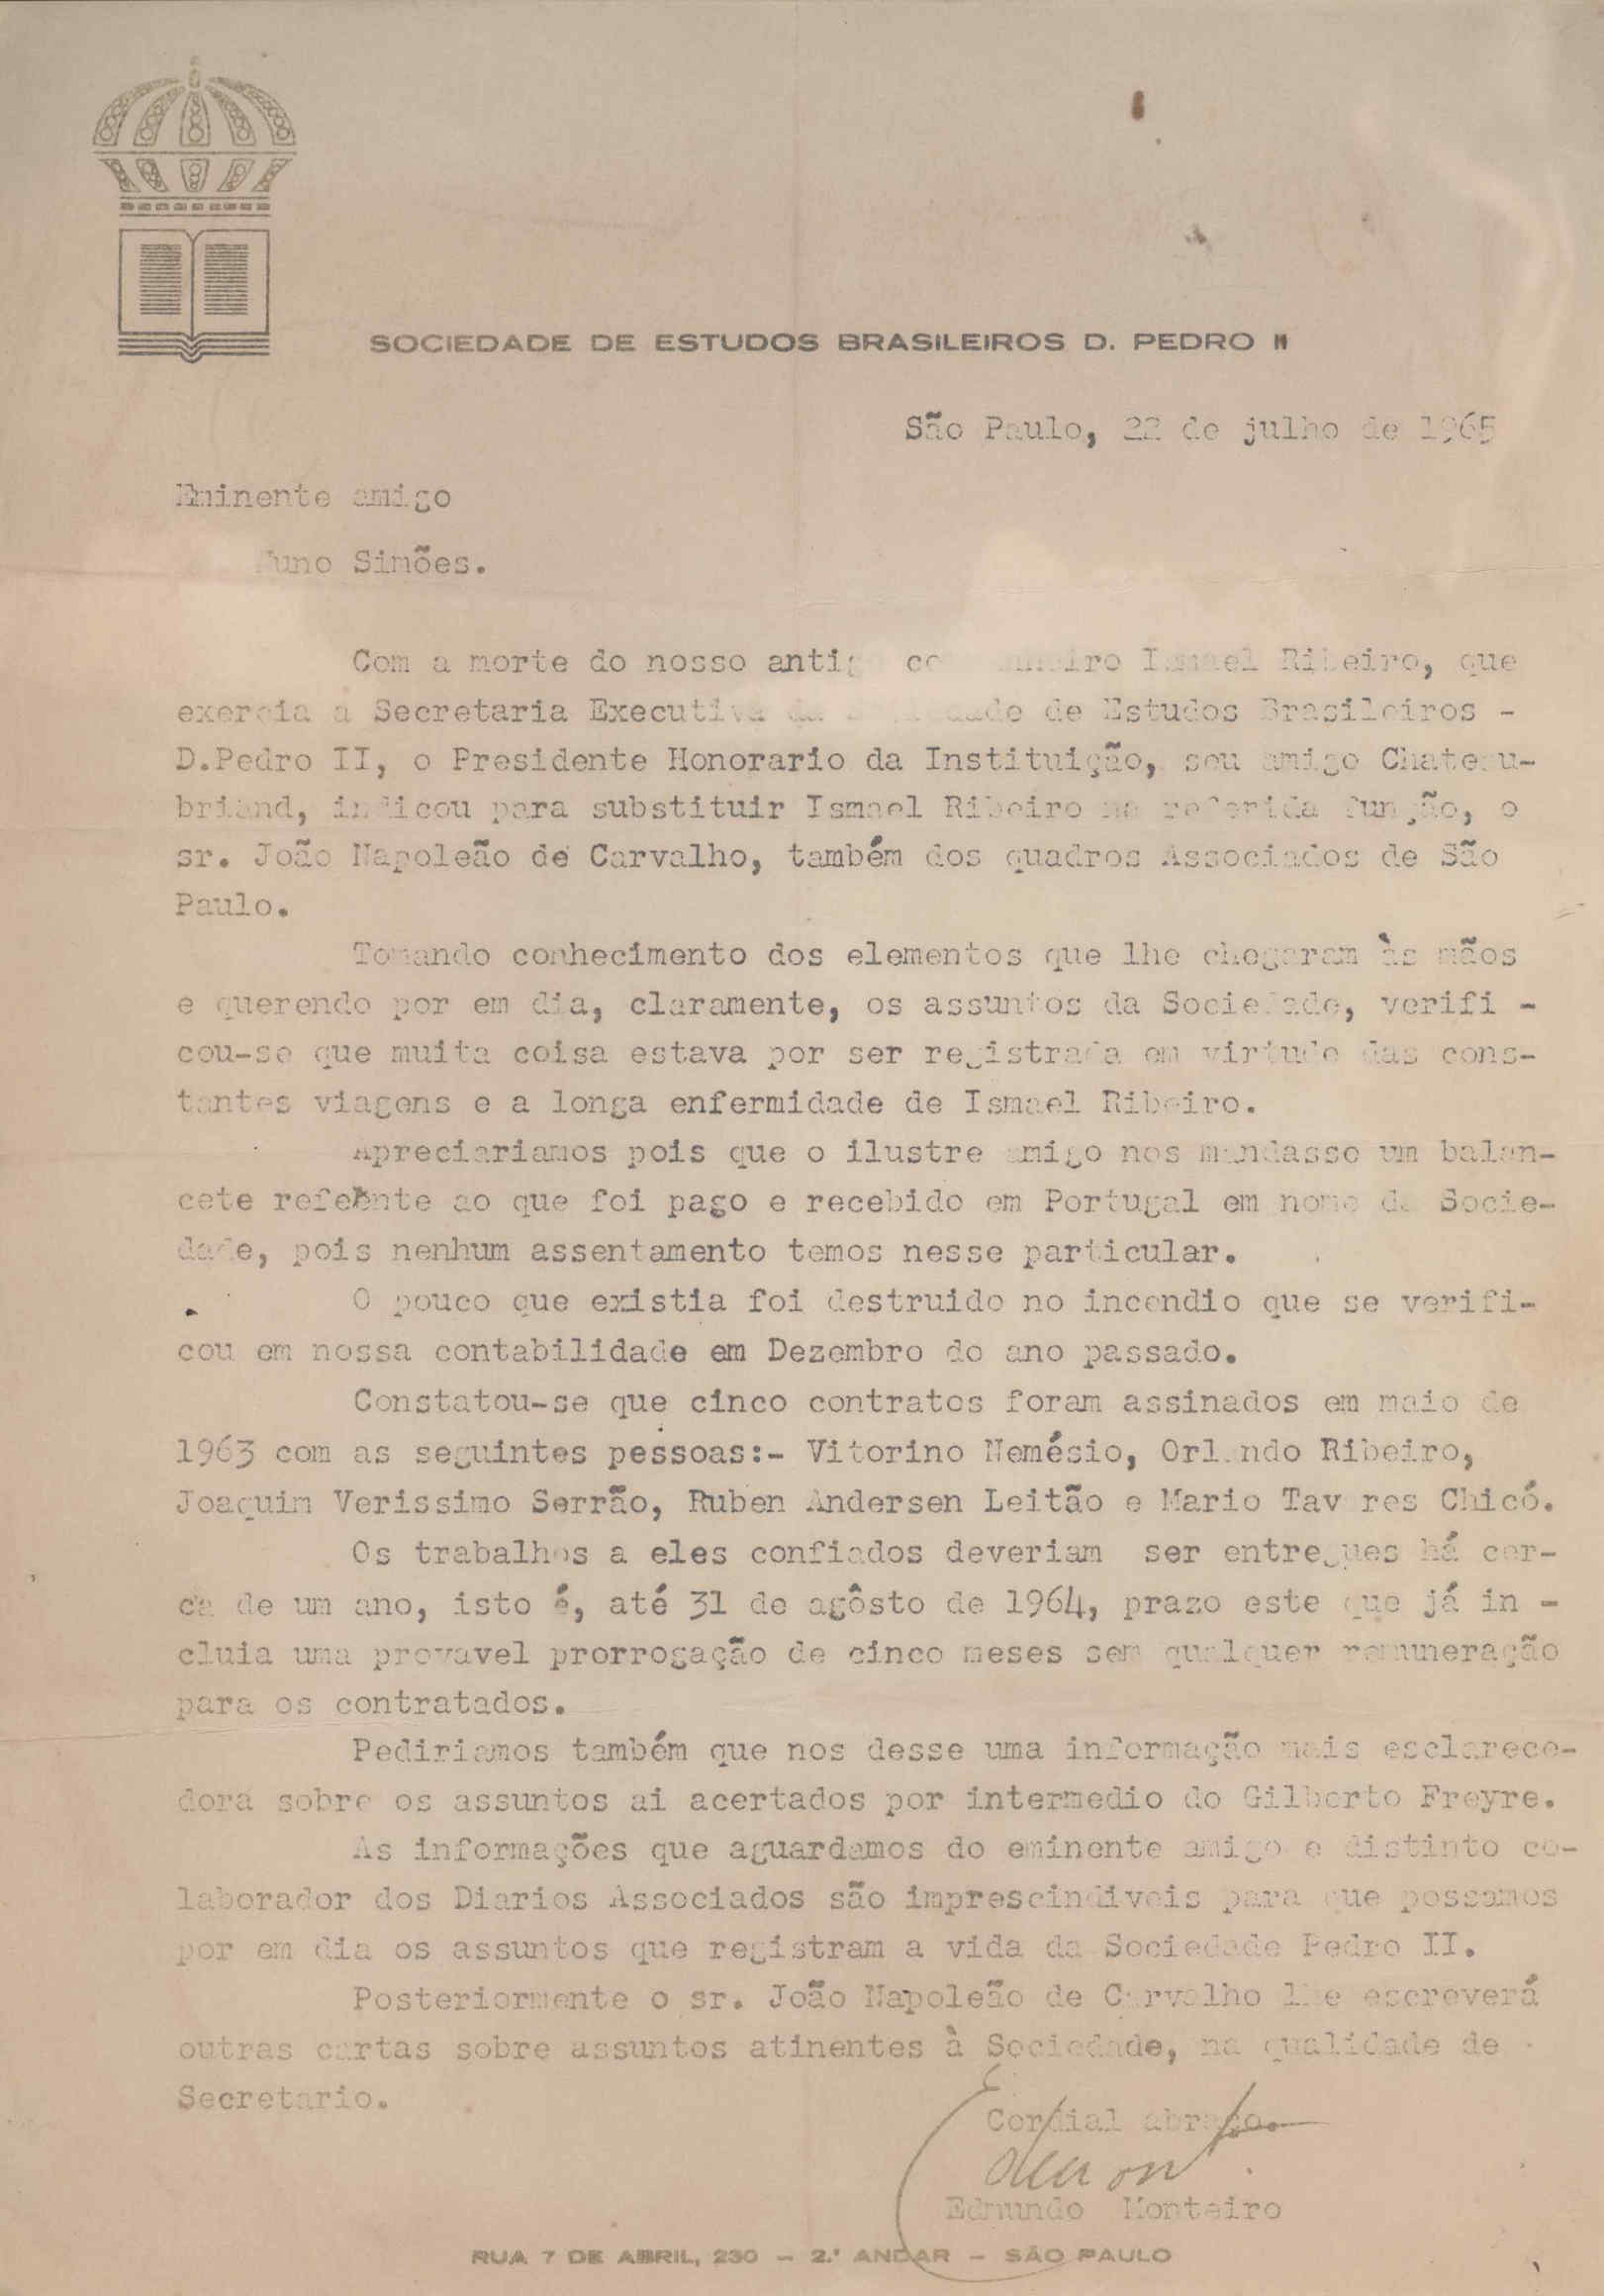 SOCIEDADE DE ESTUDOS BRASILEIROS D. PEDRO II
São Paulo, 22 de julho de 1965
Eminente amigo
Nuno Simões.
Com a morte do nosso antigo companheiro Ismael Ribeiro, que
exercia a Secretaria Executiva da Sociedade de Estudos Brasileiros -
D.Pedro II, o Presidente Honorario da Instituição, seu amigo Chateau-
briand, indicou para substituir Ismael Ribeiro na referida função, o
sr. João Napoleão de Carvalho, também dos quadros Associados de São
Paulo.
Tomando conhecimento dos elementos que lhe chegaram às mãos
e querendo por em dia, claramente, os assuntos da Sociedade, verifi -
cou-se que muita coisa estava por ser registrada em virtude das cons-
tantes viagens e a longa enfermidade de Ismael Ribeiro.
Apreciariamos pois que o ilustre amigo nos mandasse um balan-
cete refernte ao que foi pago e recebido em Portugal em nome da Socie-
dade, pois nenhum assentamento temos nesse particular.
O pouco que existia foi destruido no incendio que se verifi-
cou em nossa contabilidade em Dezembro do ano passado.
Constatou-se que cinco contratos foram assinados em maio de
1963 com as seguintes pessoas:- Vitorino Nemésio, Orlando Ribeiro,
Joaquim Verissimo Serrão, Ruben Andersen Leitão e Mario Tavares Chicó.
Os trabalhos a eles confiados deveriam ser entregues há cer-
ca de um ano, isto é, até 31 de agôsto de 1964, prazo este que já in -
cluia uma provavel prorrogação de cinco meses sem qualquer remuneração
para os contratados.
Pediriamos também que nos desse uma informação mais esclarece-
dora sobre os assuntos ai acertados por intermedio do Gilberto Freyre.
As informações que aguardamos do eminente amigo e distinto co-
laborador dos Diarios Associados são imprescindiveis para que possamos
por em dia os assuntos que registram a vida da Sociedade Pedro II.
Posteriormente o sr. João Napoleão de Carvalho lhe escreverá
outras cartas sobre assuntos atinentes à Sociedade, na qualidade de
Secretario.
Cordial abraço.
Edmundo Monteiro
RUA 7 DE ABRIL, 230 - 2.º ANDAR - SÃO PAULO